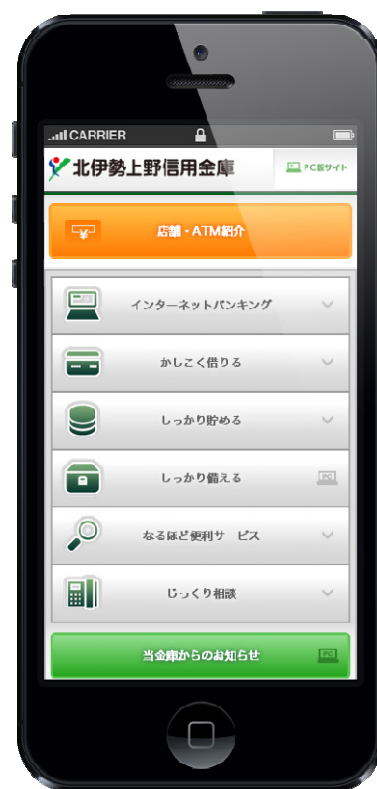 CARRIER
北伊勢上野信用金庫
PC版サイト
店舗・ATM紹介
インターネットバンキング
かしこく借りる
しっかり貯める
しっかり備える
PC
なるほど便利サービス
じっくり相談
当金庫からのお知らせ
PC